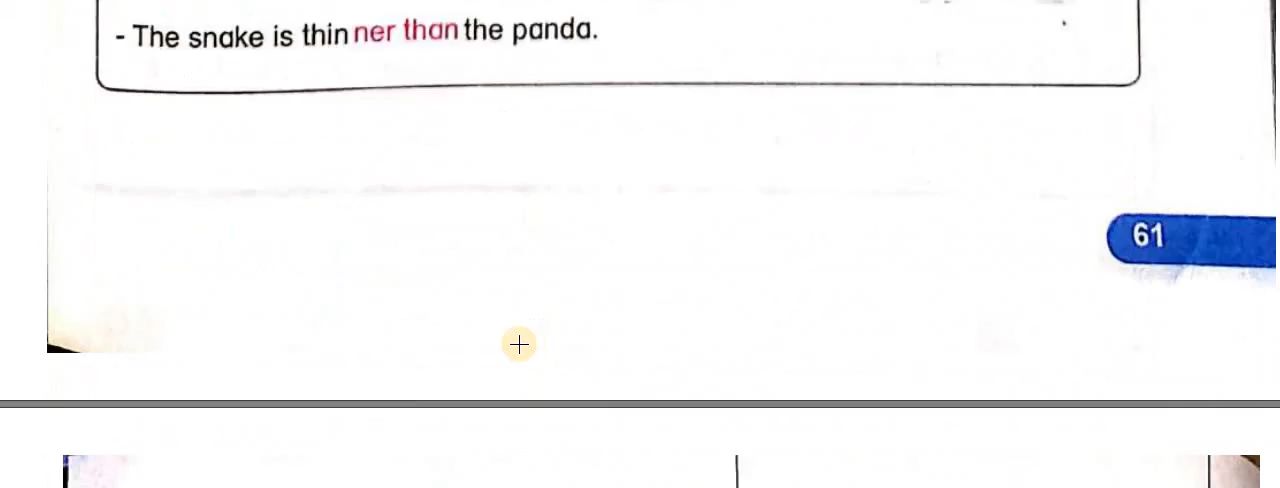 - The snake is thinner than the panda.
61